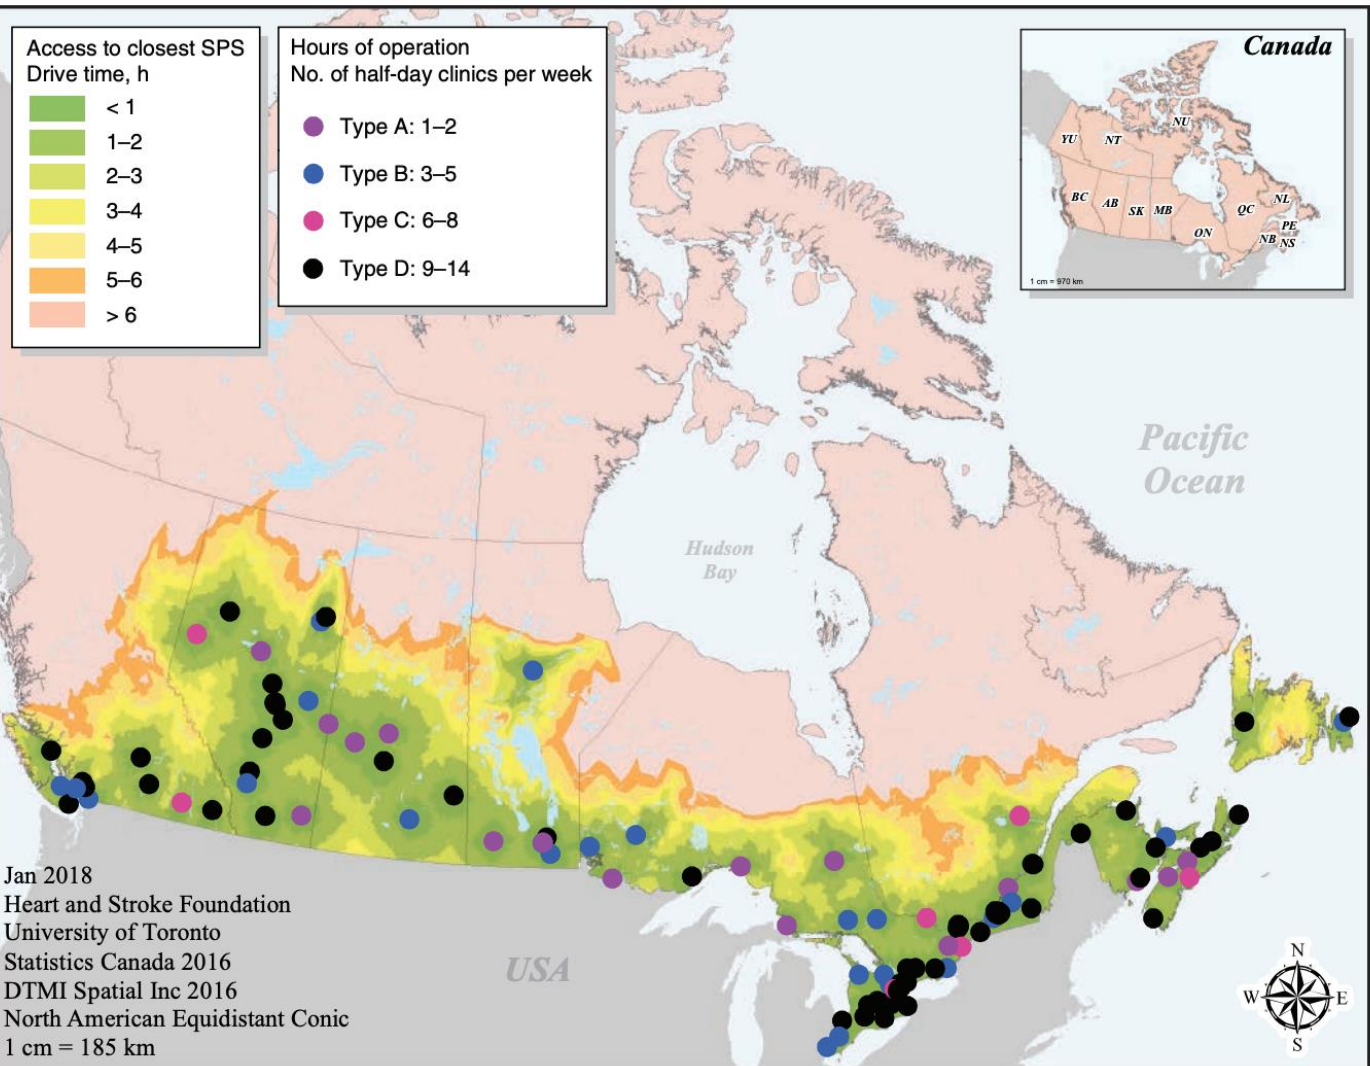 Access to closest SPS
Drive time, h
< 1
1–2
2–3
3–4
4–5
5–6
> 6
Hours of operation
No. of half-day clinics per week
Type A: 1–2
Type B: 3–5
Type C: 6–8
Type D: 9–14
Canada
NU
YU
NT
BC
AB
SK
MB
ON
QC
NL
PE
NB
NS
1 cm = 970 km
Pacific
Ocean
Hudson
Bay
USA
Jan 2018
Heart and Stroke Foundation
University of Toronto
Statistics Canada 2016
DTMI Spatial Inc 2016
North American Equidistant Conic
1 cm = 185 km
N
W
E
S